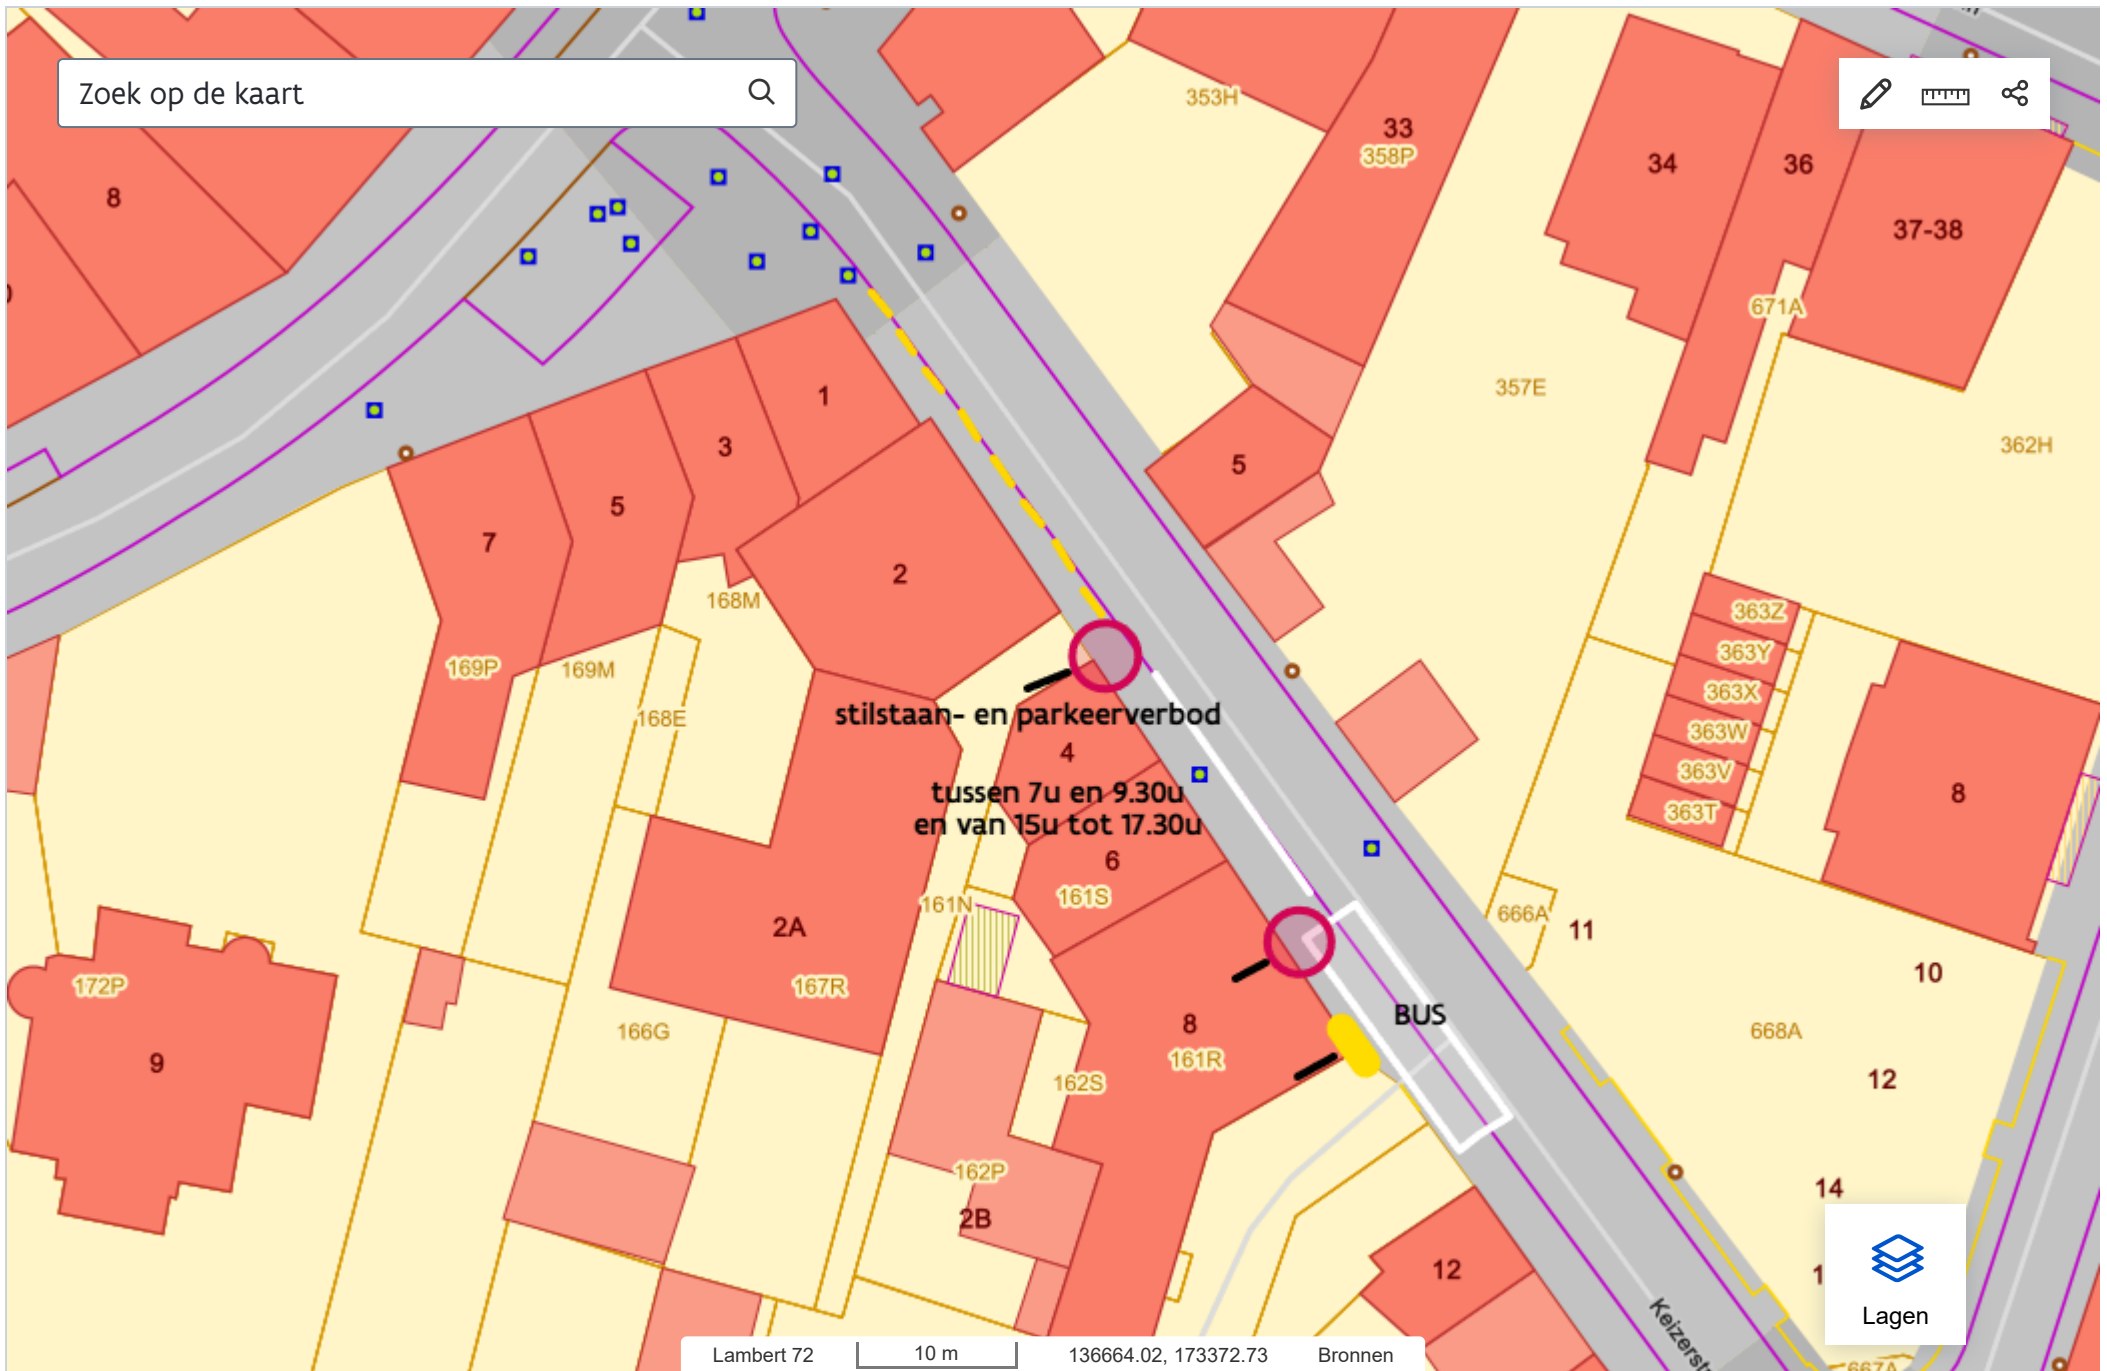 Zoek op de kaart
353H
33
358P
34
36
37-38
8
671A
357E
362H
1
3
5
5
7
2
168M
169P
169M
168E
363Z
363Y
363X
363W
363V
363T
8
stilstaan- en parkeerverbod
4
tussen 7u en 9.30u
en van 15u tot 17.30u
6
161S
161N
666A
11
2A
167R
172P
10
BUS
8
161R
166G
668A
9
162S
12
162P
14
2B
12
Keizerst
Lagen
Lambert 72
10 m
136664.02, 173372.73
Bronnen
667A